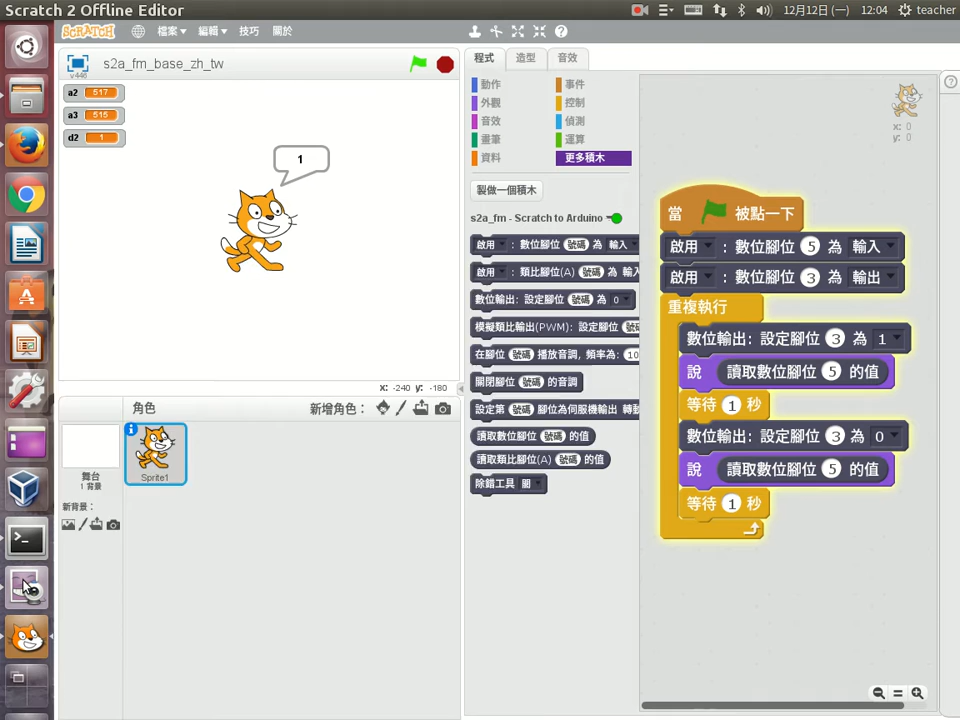 Scratch 2 Offline Editor
12月12日 (一) 12:04 teacher
SCRATCH 檔案 編輯 技巧 關於
s2a_fm_base_zh_tw
v446
a2 517
a3 515
d2 1
1
x: -240 y: -180
角色 新增角色：
舞台
1 背景
新背景：
Sprite1
程式 造型 音效
動作 事件
外觀 控制
音效 偵測
畫筆 運算
資料 更多積木
製做一個積木
s2a_fm - Scratch to Arduino
啟用 : 數位腳位 號碼 為 輸入
啟用 : 類比腳位(A) 號碼 為 輸入
數位輸出: 設定腳位 號碼 為 0
模擬類比輸出(PWM): 設定腳位
在腳位 號碼 播放音調, 頻率為: 10
關閉腳位 號碼 的音調
設定第 號碼 腳位為伺服機輸出 轉動
讀取數位腳位 號碼 的值
讀取類比腳位(A) 號碼 的值
除錯工具 關
x: 0
y: 0
當 被點一下
啟用 : 數位腳位 5 為 輸入
啟用 : 數位腳位 3 為 輸出
重複執行
數位輸出: 設定腳位 3 為 1
說 讀取數位腳位 5 的值
等待 1 秒
數位輸出: 設定腳位 3 為 0
說 讀取數位腳位 5 的值
等待 1 秒